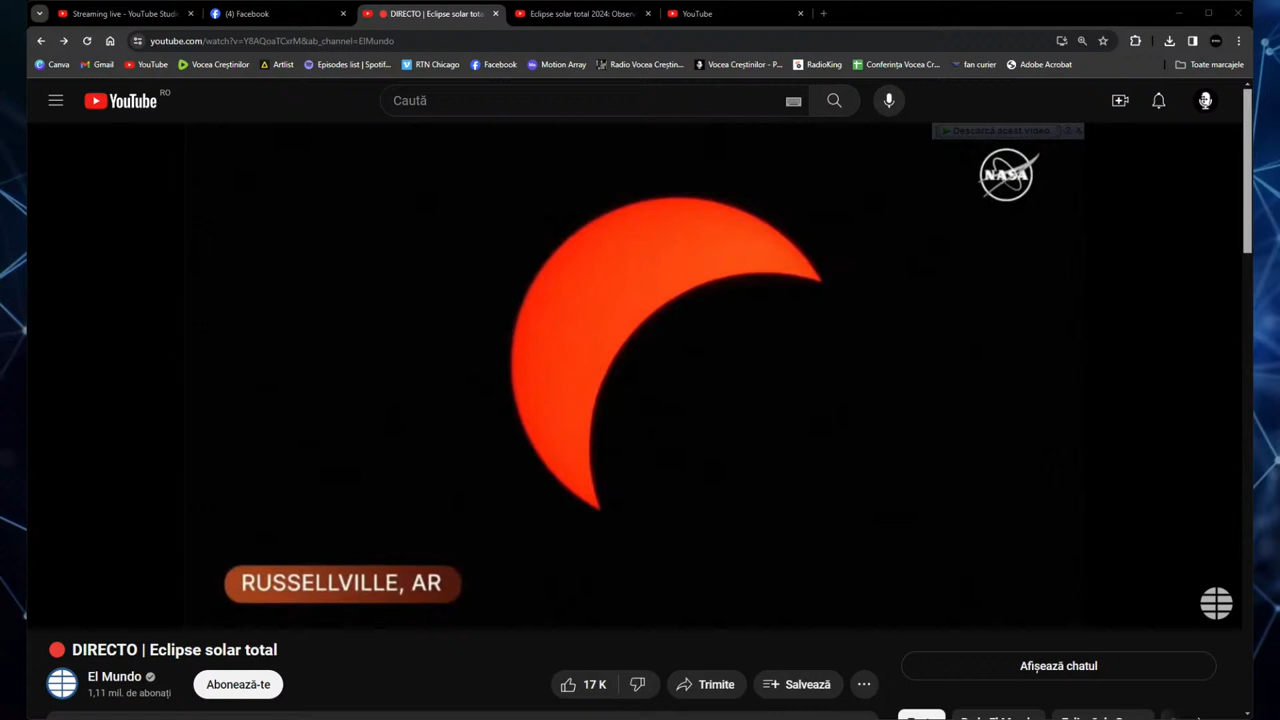 Streaming live - YouTube Studi
(4) Facebook
DIRECTO | Eclipse solar tota
Eclipse solar total 2024: Obser
YouTube
youtube.com/watch?v=Y8AQoaTCxrM&ab_channel=ElMundo
Canva
Gmail
YouTube
Vocea Creștinilor
Artlist
Episodes list | Spotif...
RTN Chicago
Facebook
Motion Array
Radio Vocea Creștin...
Vocea Creștinilor - P...
RadioKing
Conferința Vocea Cr...
fan curier
Adobe Acrobat
Toate marcajele
YouTube RO
Caută
Descarcă acest video
NASA
RUSSELLVILLE, AR
DIRECTO | Eclipse solar total
El Mundo
1,11 mil. de abonați
Abonează-te
17 K
Trimite
Salvează
Afișează chatul